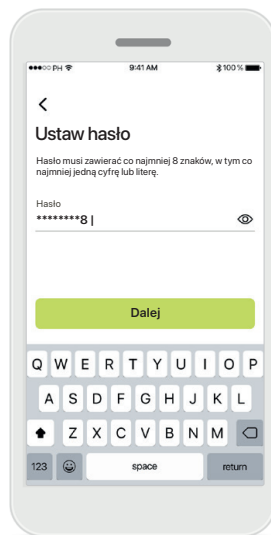 PH 9:41 AM 100 %
Ustaw hasło
Hasło musi zawierać co najmniej 8 znaków, w tym co
najmniej jedną cyfrę lub literę.
Hasło
********8 |
Dalej
Q W E R T Y U I O P
A S D F G H J K L
Z X C V B N M
123 space return